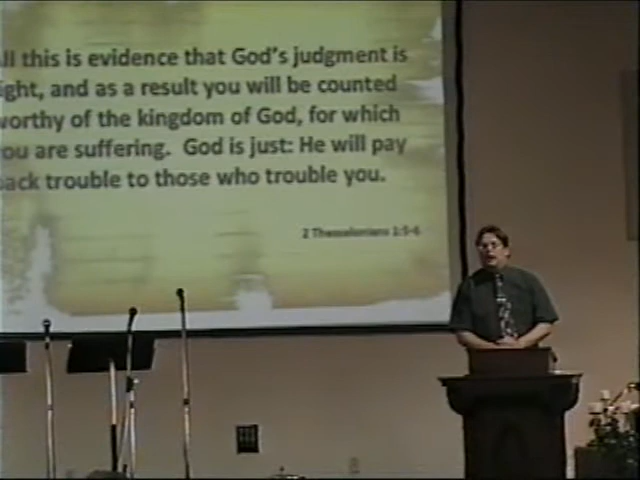 ll this is evidence that God's judgment is
ight, and as a result you will be counted
worthy of the kingdom of God, for which
ou are suffering. God is just: He will pay
ack trouble to those who trouble you.
2 Thessalonians 1:5-6